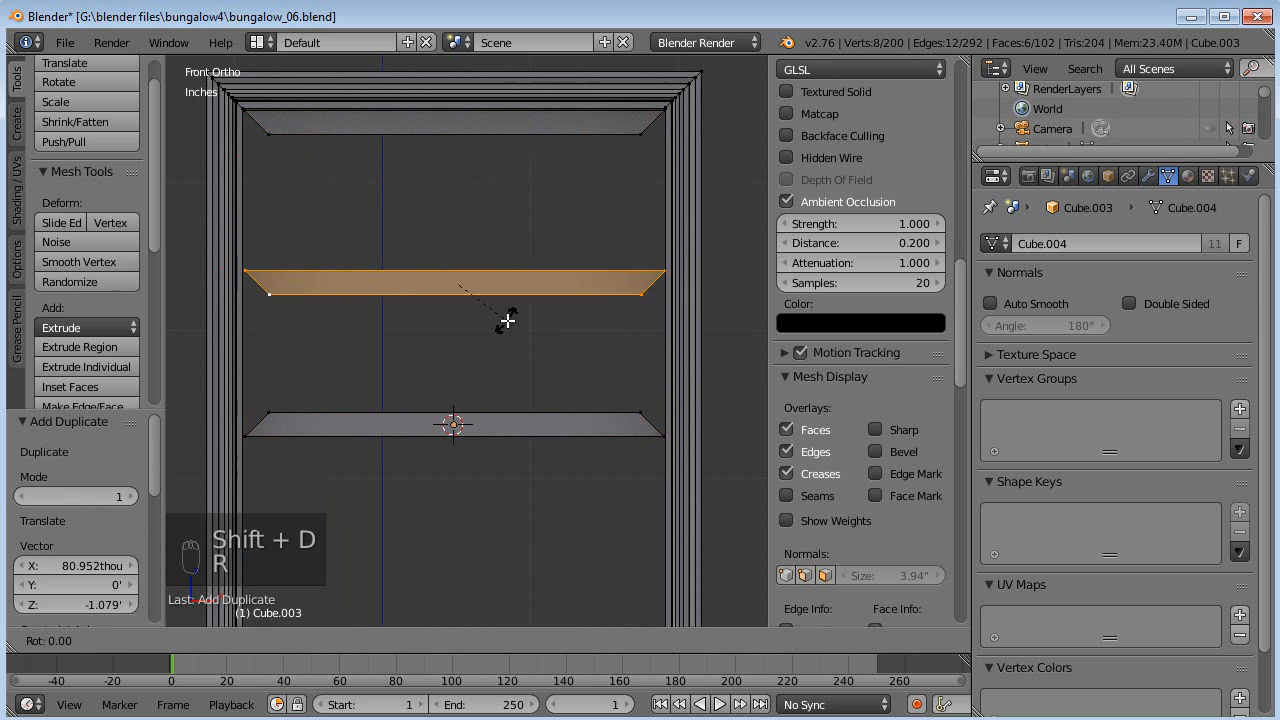 Blender* [G:\blender files\bungalow4\bungalow_06.blend]
File Render Window Help Default Scene Blender Render v2.76 | Verts:8/200 | Edges:12/292 | Faces:6/102 | Tris:204 | Mem:23.40M | Cube.003
Tools
Create
Shading / UVs
Options
Grease Pencil
Translate
Rotate
Scale
Shrink/Fatten
Push/Pull
Mesh Tools
Deform:
Slide Ed Vertex
Noise
Smooth Vertex
Randomize
Add:
Extrude
Extrude Region
Extrude Individual
Inset Faces
Make Edge/Face
Add Duplicate
Duplicate
Mode
1
Translate
Vector
X: 80.952thou
Y: 0'
Z: -1.079'
Front Ortho
Inches
Shift + D
R
Last: Add Duplicate
(1) Cube.003
Rot: 0.00
GLSL
Textured Solid
Matcap
Backface Culling
Hidden Wire
Depth Of Field
Ambient Occlusion
Strength: 1.000
Distance: 0.200
Attenuation: 1.000
Samples: 20
Color:
Motion Tracking
Mesh Display
Overlays:
Faces Sharp
Edges Bevel
Creases Edge Mark
Seams Face Mark
Show Weights
Normals:
Size: 3.94"
Edge Info: Face Info:
View Search All Scenes
RenderLayers
World
Camera
Cube.003 Cube.004
Cube.004 11 F
Normals
Auto Smooth Double Sided
Angle: 180°
Texture Space
Vertex Groups
Shape Keys
UV Maps
Vertex Colors
-40 -20 0 20 40 60 80 100 120 140 160 180 200 220 240 260
View Marker Frame Playback Start: 1 End: 250 1 No Sync